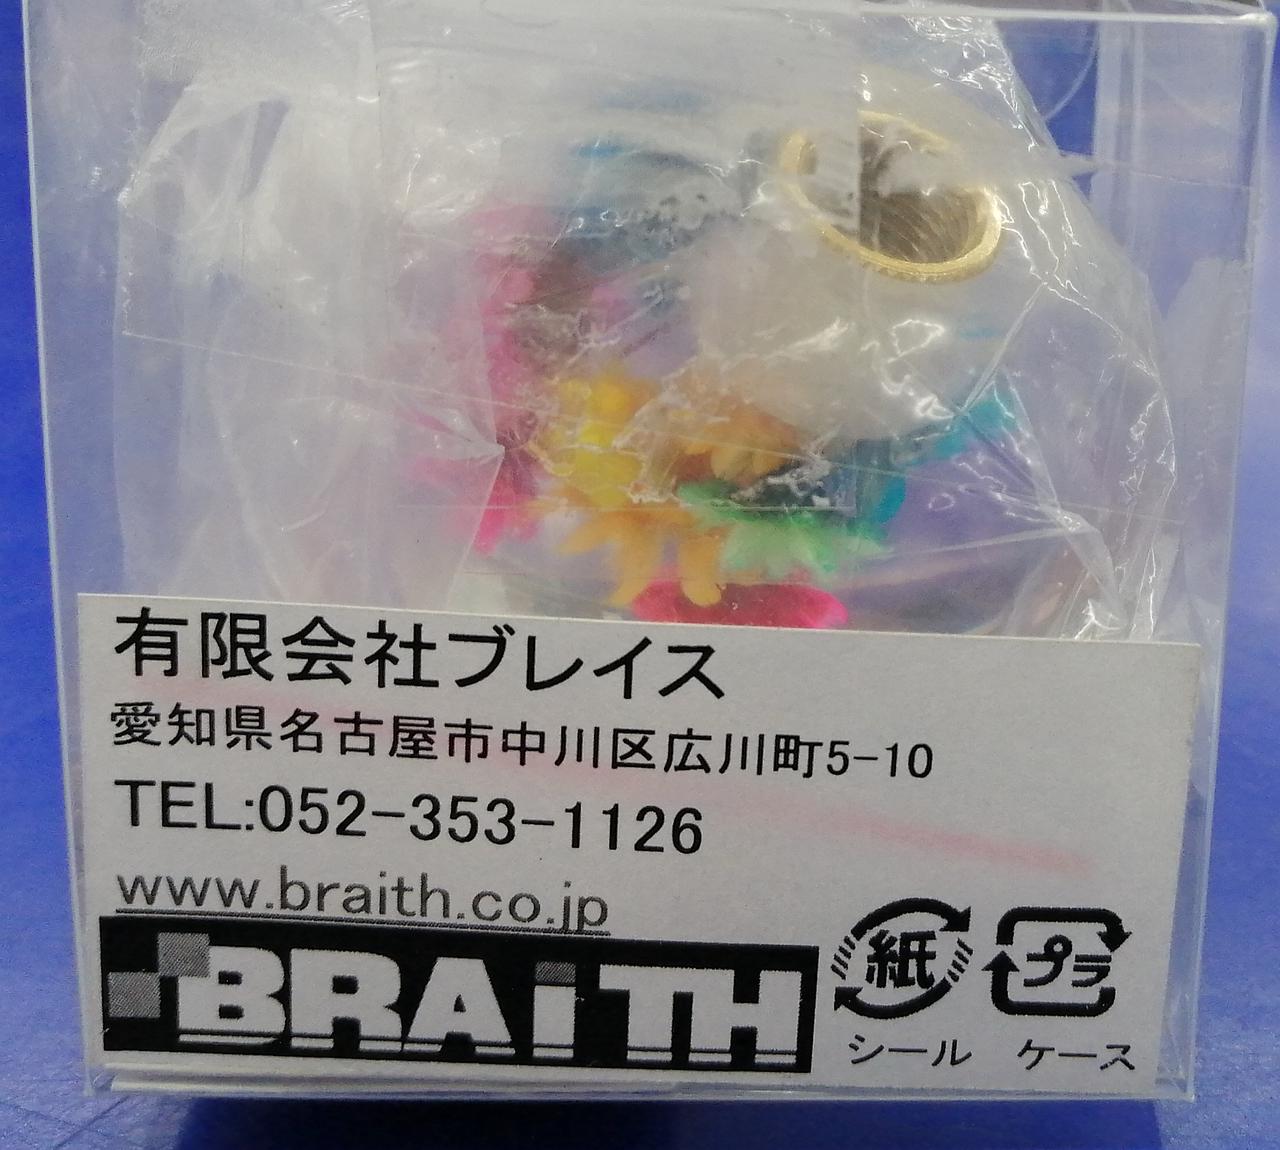 有限会社ブレイス
愛知県名古屋市中川区広川町5-10
TEL:052-353-1126
www.braith.co.jp
BRAiTH
紙
プラ
シール
ケース